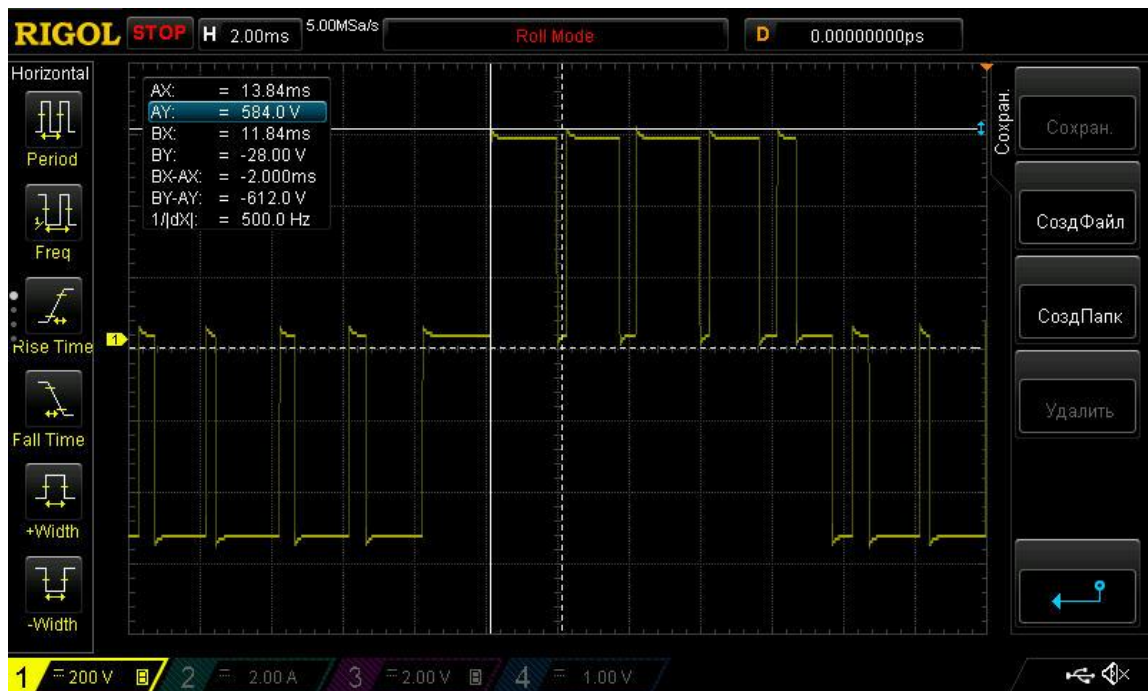 RIGOL STOP H 2.00ms 5.00MSa/s Roll Mode D 0.00000000ps
Horizontal
Period
Freq
Rise Time
Fall Time
+Width
-Width
AX: = 13.84ms
AY: = 584.0 V
BX: = 11.84ms
BY: = -28.00 V
BX-AX: = -2.000ms
BY-AY: = -612.0 V
1/|dX|: = 500.0 Hz
1
Сохран.
Сохран.
СоздФайл
СоздПапк
Удалить
1 = 200 V B 2 = 2.00 A 3 = 2.00 V B 4 = 1.00 V